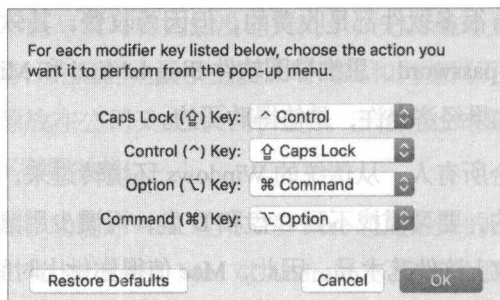 For each modifier key listed below, choose the action you
want it to perform from the pop-up menu.
Caps Lock (⇪) Key: ^ Control
Control (^) Key: ⇪ Caps Lock
Option (⌥) Key: ⌘ Command
Command (⌘) Key: ⌥ Option
Restore Defaults Cancel OK